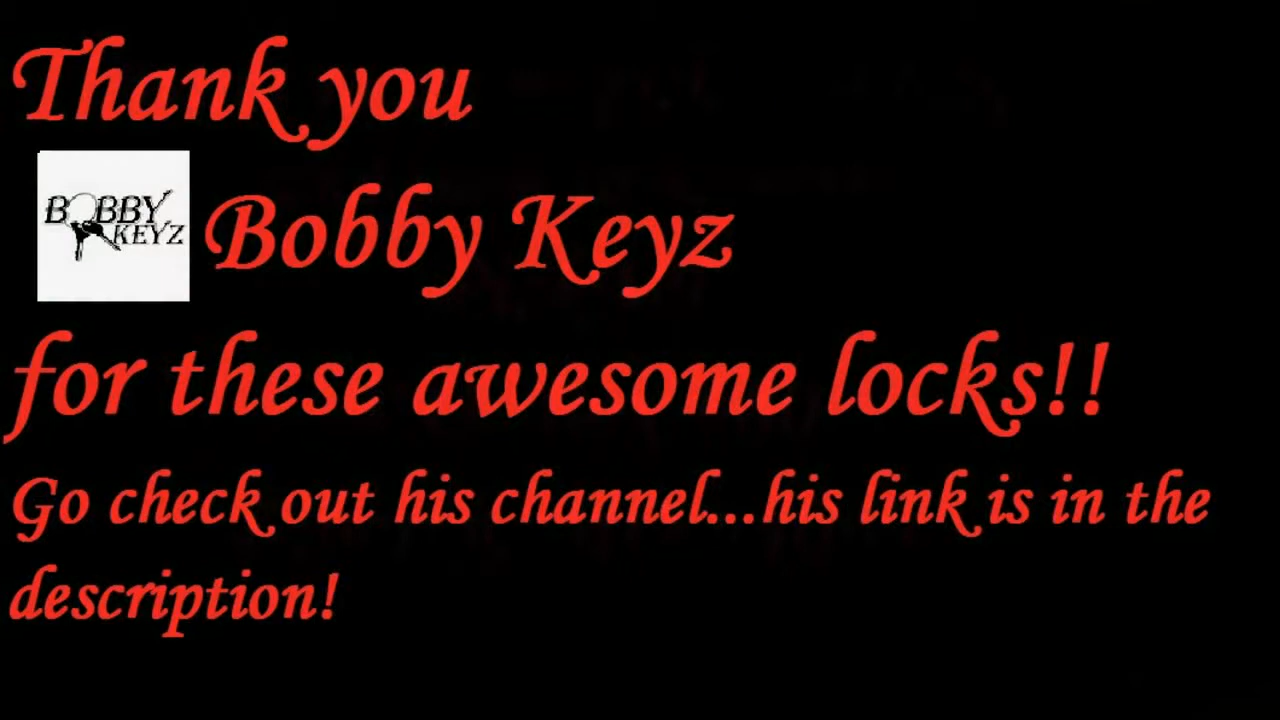 Thank you
BOBBY
KEYZ
Bobby Keyz
for these awesome locks!!
Go check out his channel...his link is in the
description!